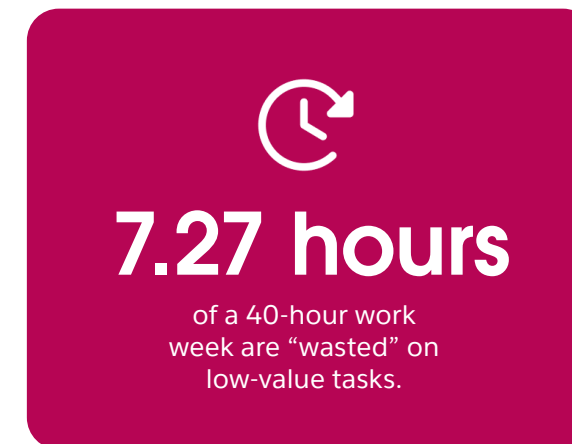 7.27 hours
of a 40-hour work
week are “wasted” on
low-value tasks.